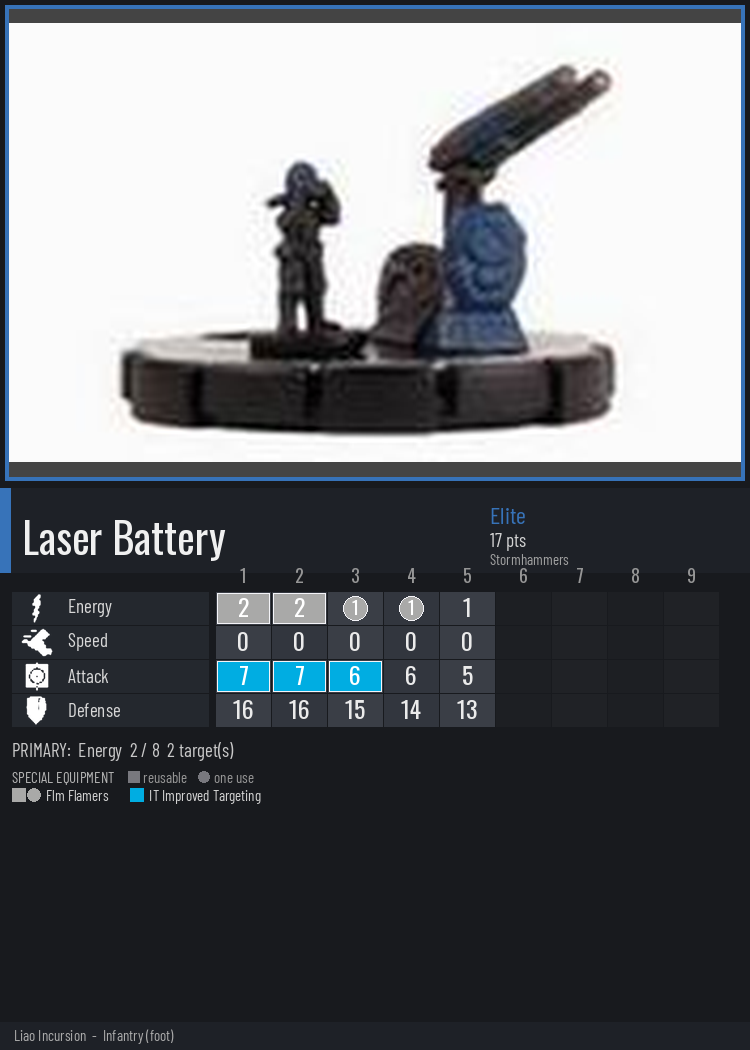 Laser Battery
Elite
17 pts
Stormhammers
1 2 3 4 5 6 7 8 9
Energy 2 2 1 1 1
Speed 0 0 0 0 0
Attack 7 7 6 6 5
Defense 16 16 15 14 13
PRIMARY: Energy 2 / 8 2 target(s)
SPECIAL EQUIPMENT reusable one use
Flm Flamers IT Improved Targeting
Liao Incursion - Infantry (foot)